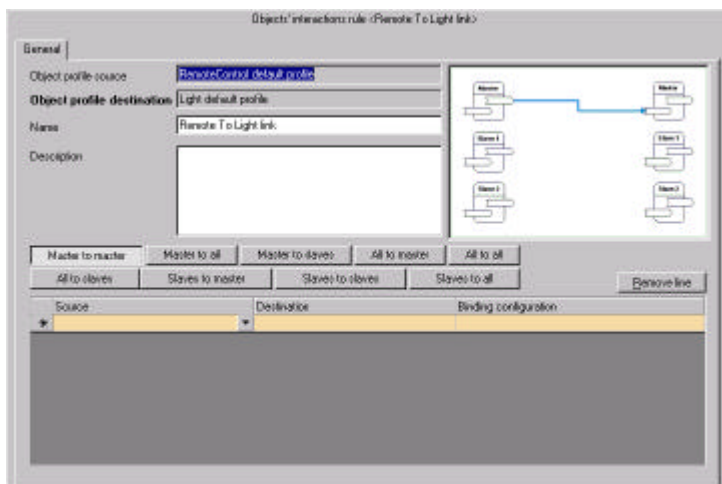 Objects' interactions rule <Remote To Light link>
General
Object profile source RemoteControl default profile
Object profile destination Light default profile
Name Remote To Light link
Description
Master Master
Slave 1 Slave 1
Slave 2 Slave 2
Master to master Master to all Master to slaves All to master All to all
All to slaves Slaves to master Slaves to slaves Slaves to all Remove line
Source Destination Binding configuration